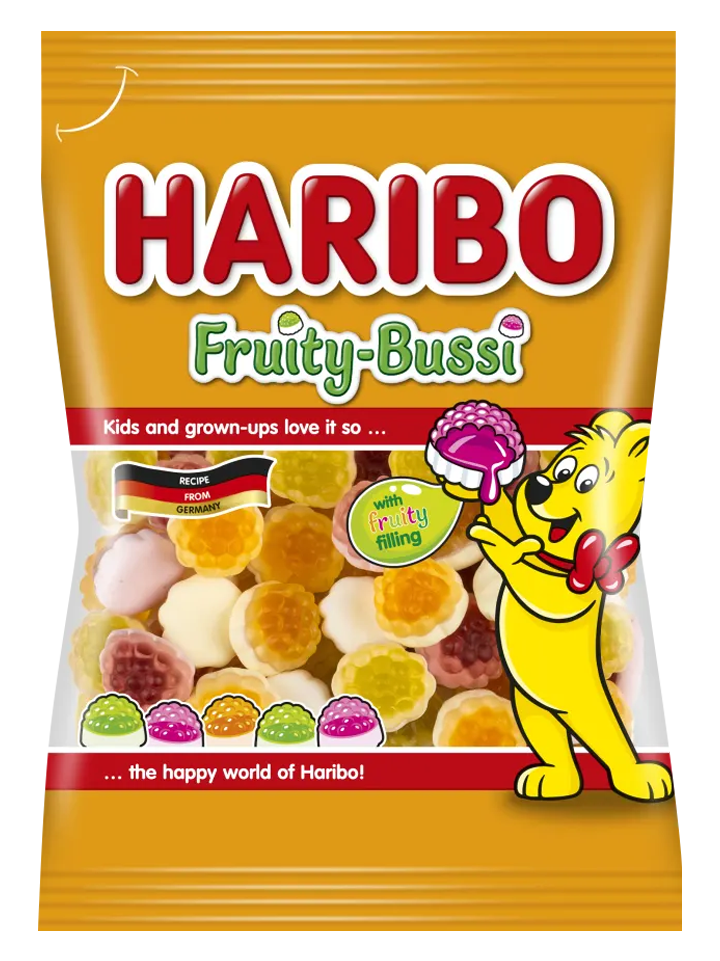 HARIBO
Fruity-Bussi
Kids and grown-ups love it so ...
RECIPE
FROM
GERMANY
with
fruity
filling
... the happy world of Haribo!